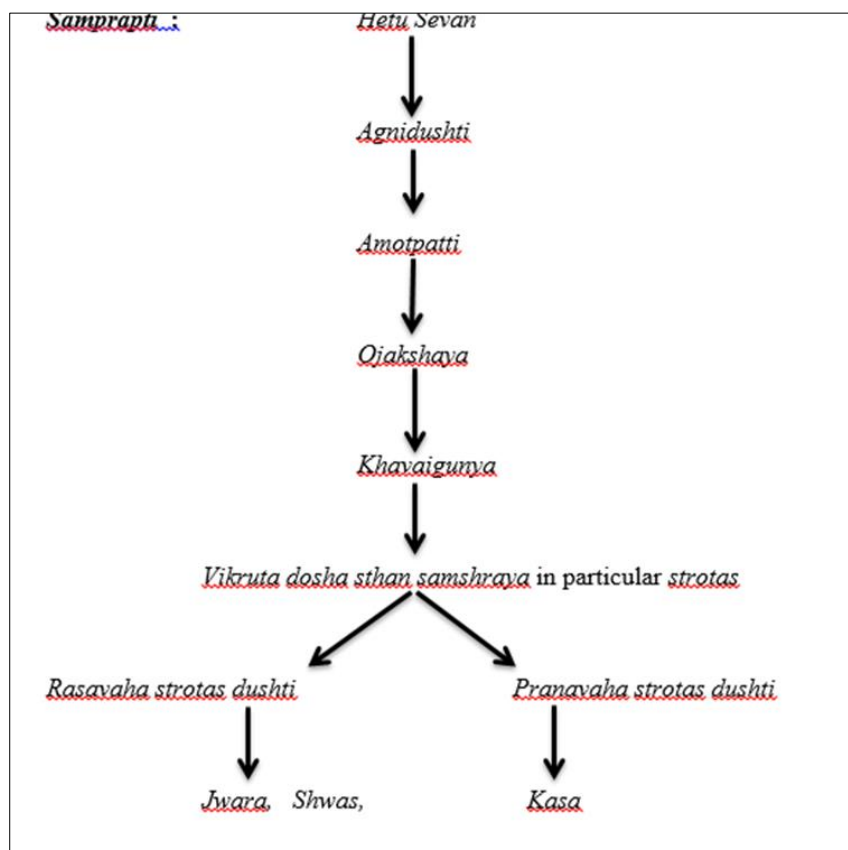 Samprapti : Hetu Sevan
Agnidushti
Amotpatti
Ojakshaya
Khavaigunya
Vikruta dosha sthan samshraya in particular strotas
Rasavaha strotas dushti Pranavaha strotas dushti
Jwara, Shwas, Kasa